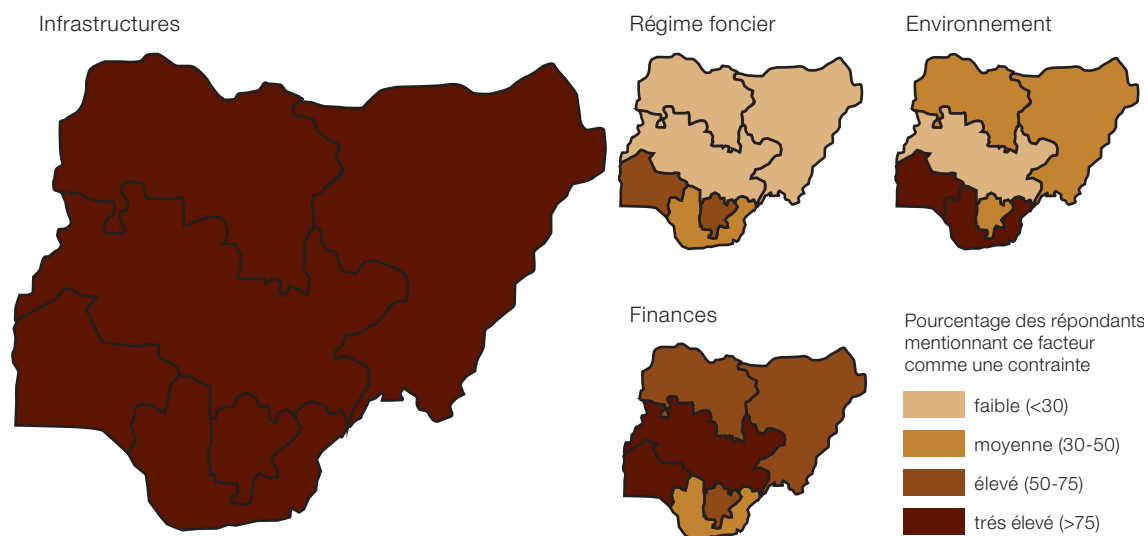 Infrastructures
Régime foncier
Environnement
Finances
Pourcentage des répondants
mentionnant ce facteur
comme une contrainte
faible (<30)
moyenne (30-50)
élevé (50-75)
trés élevé (>75)